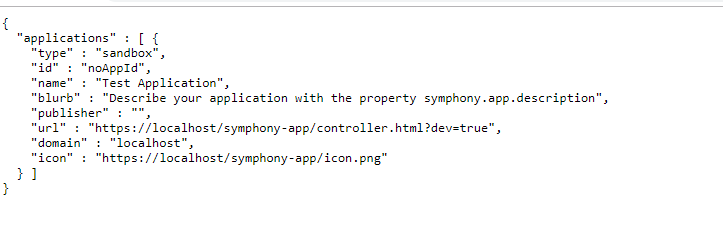 {
  "applications" : [ {
    "type" : "sandbox",
    "id" : "noAppId",
    "name" : "Test Application",
    "blurb" : "Describe your application with the property symphony.app.description",
    "publisher" : "",
    "url" : "https://localhost/symphony-app/controller.html?dev=true",
    "domain" : "localhost",
    "icon" : "https://localhost/symphony-app/icon.png"
  } ]
}